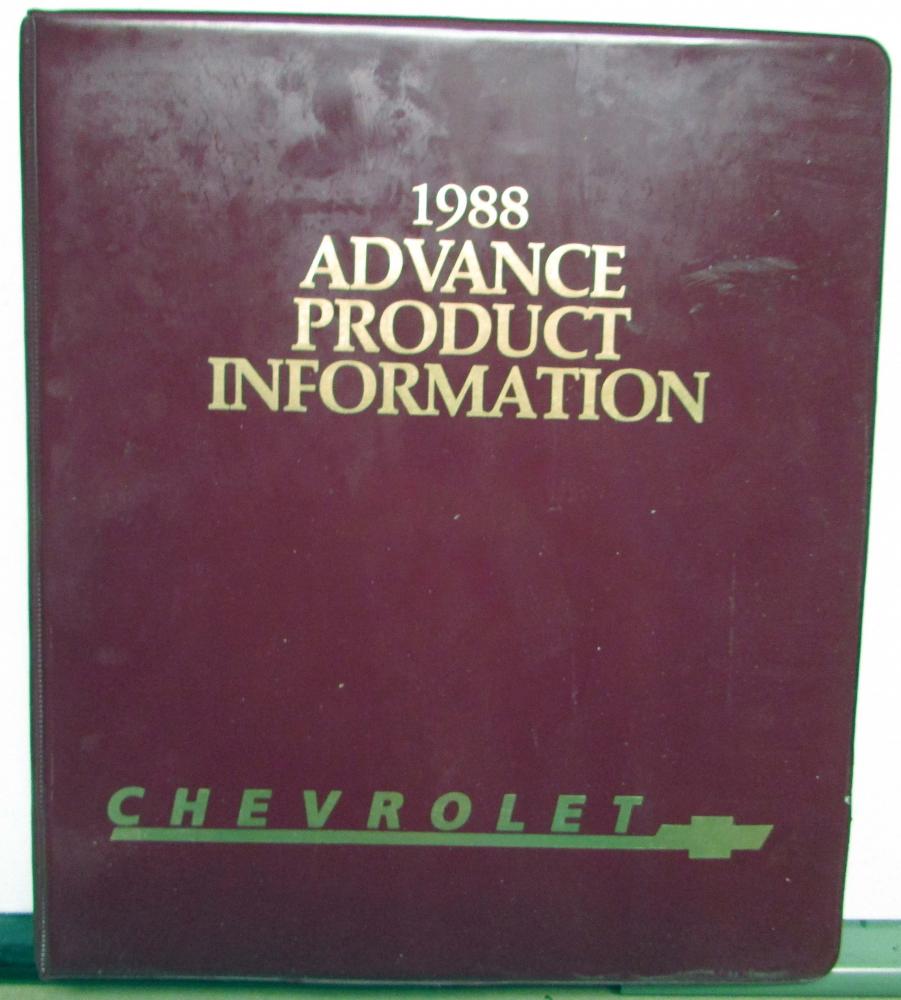 1988
ADVANCE
PRODUCT
INFORMATION
CHEVROLET